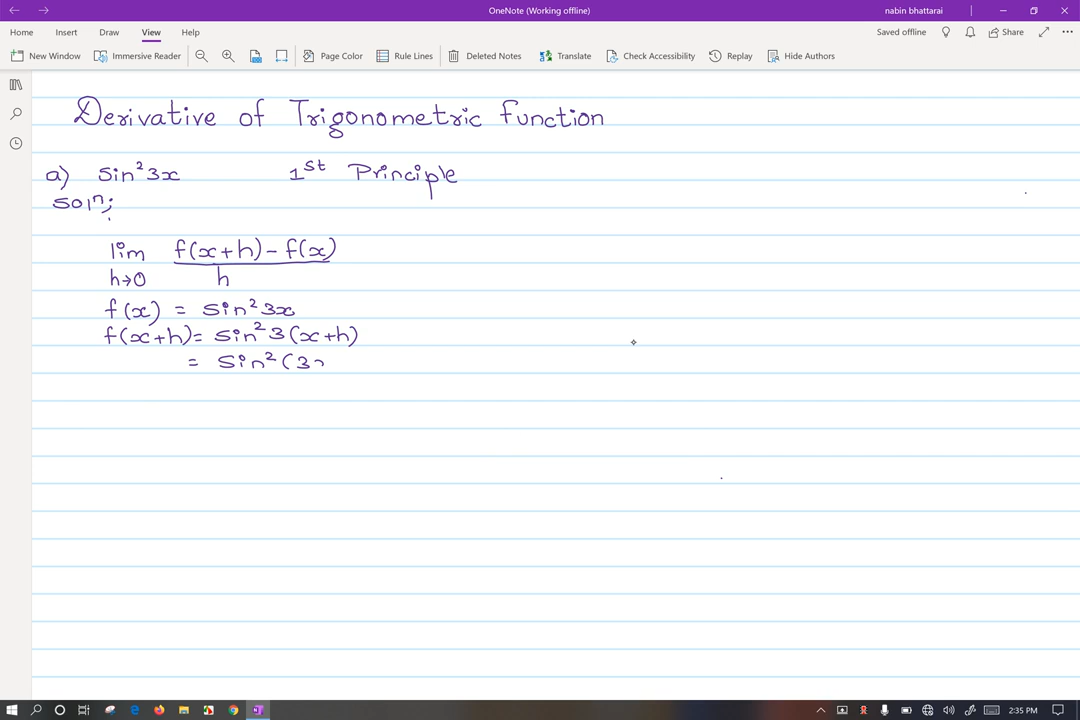 OneNote (Working offline)
nabin bhattarai
Home Insert Draw View Help
Saved offline Share
New Window Immersive Reader Page Color Rule Lines Deleted Notes Translate Check Accessibility Replay Hide Authors
Derivative of Trigonometric Function
a) sin²3x 1st Principle
Solⁿ;
lim f(x+h) - f(x)
h→0 h
f(x) = sin²3x
f(x+h) = sin²3(x+h)
= sin²(3x
2:35 PM